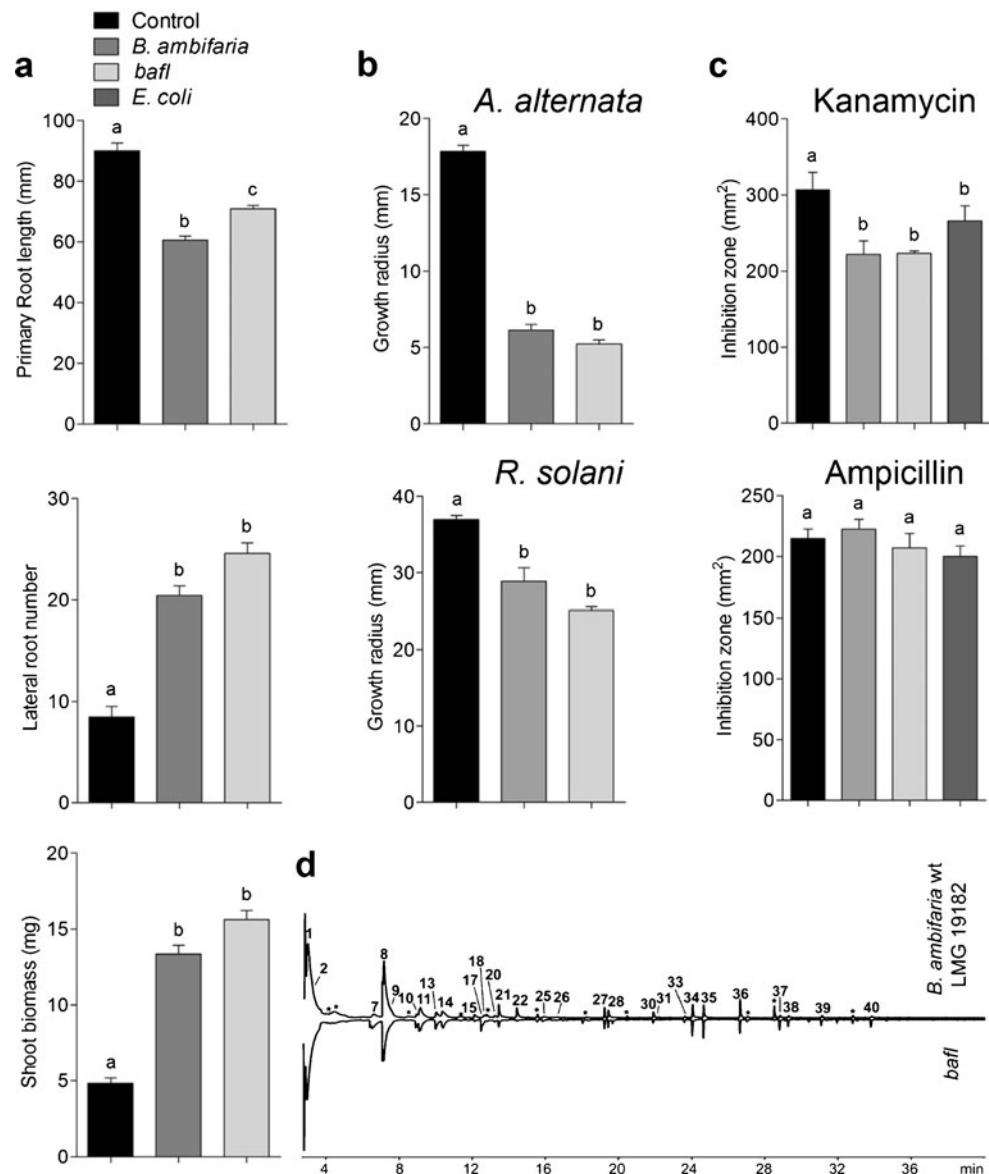 Control
B. ambifaria
bafI
E. coli
a
Primary Root length (mm)
100
80
60
40
20
0
a
b
c
Lateral root number
30
20
10
0
a
b
b
Shoot biomass (mg)
20
15
10
5
0
a
b
b
b
A. alternata
Growth radius (mm)
20
15
10
5
0
a
b
b
R. solani
Growth radius (mm)
40
30
20
10
0
a
b
b
c
Kanamycin
Inhibition zone (mm²)
400
300
200
100
0
a
b
b
b
Ampicillin
Inhibition zone (mm²)
250
200
150
100
50
0
a
a
a
a
d
1
2
7
8
9
10
11
13
14
15
17
18
20
21
22
25
26
27
28
30
31
33
34
35
36
37
38
39
40
B. ambifaria wt
LMG 19182
bafI
4 8 12 16 20 24 28 32 36 min